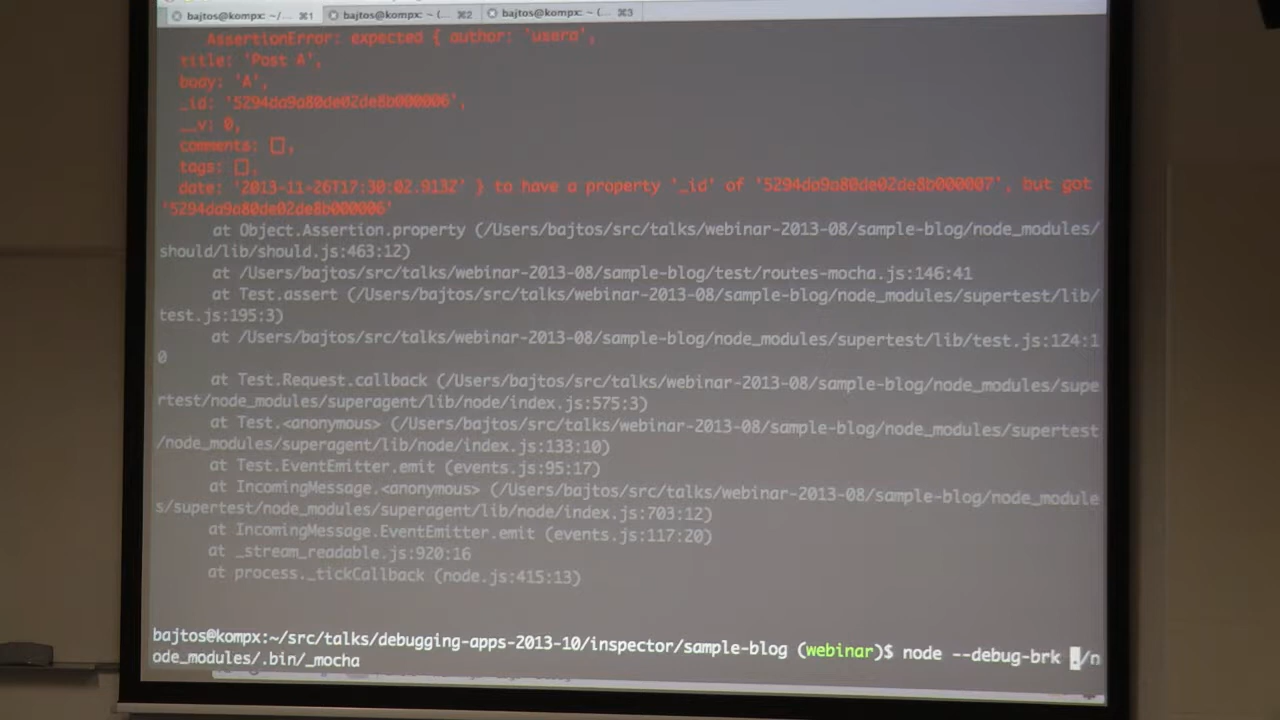 bajtos@kompx: ~/... ⌘1 bajtos@kompx: ~ (... ⌘2 bajtos@kompx: ~ (... ⌘3
AssertionError: expected { author: 'usera',
title: 'Post A',
body: 'A',
_id: '5294da9a80de02de8b000006',
__v: 0,
comments: [],
tags: [],
date: '2013-11-26T17:30:02.913Z' } to have a property '_id' of '5294da9a80de02de8b000007', but got
'5294da9a80de02de8b000006'
at Object.Assertion.property (/Users/bajtos/src/talks/webinar-2013-08/sample-blog/node_modules/
should/lib/should.js:463:12)
at /Users/bajtos/src/talks/webinar-2013-08/sample-blog/test/routes-mocha.js:146:41
at Test.assert (/Users/bajtos/src/talks/webinar-2013-08/sample-blog/node_modules/supertest/lib/
test.js:195:3)
at /Users/bajtos/src/talks/webinar-2013-08/sample-blog/node_modules/supertest/lib/test.js:124:1
0
at Test.Request.callback (/Users/bajtos/src/talks/webinar-2013-08/sample-blog/node_modules/supe
rtest/node_modules/superagent/lib/node/index.js:575:3)
at Test.<anonymous> (/Users/bajtos/src/talks/webinar-2013-08/sample-blog/node_modules/supertest
/node_modules/superagent/lib/node/index.js:133:10)
at Test.EventEmitter.emit (events.js:95:17)
at IncomingMessage.<anonymous> (/Users/bajtos/src/talks/webinar-2013-08/sample-blog/node_module
s/supertest/node_modules/superagent/lib/node/index.js:703:12)
at IncomingMessage.EventEmitter.emit (events.js:117:20)
at _stream_readable.js:920:16
at process._tickCallback (node.js:415:13)
bajtos@kompx:~/src/talks/debugging-apps-2013-10/inspector/sample-blog (webinar)$ node --debug-brk ./n
ode_modules/.bin/_mocha